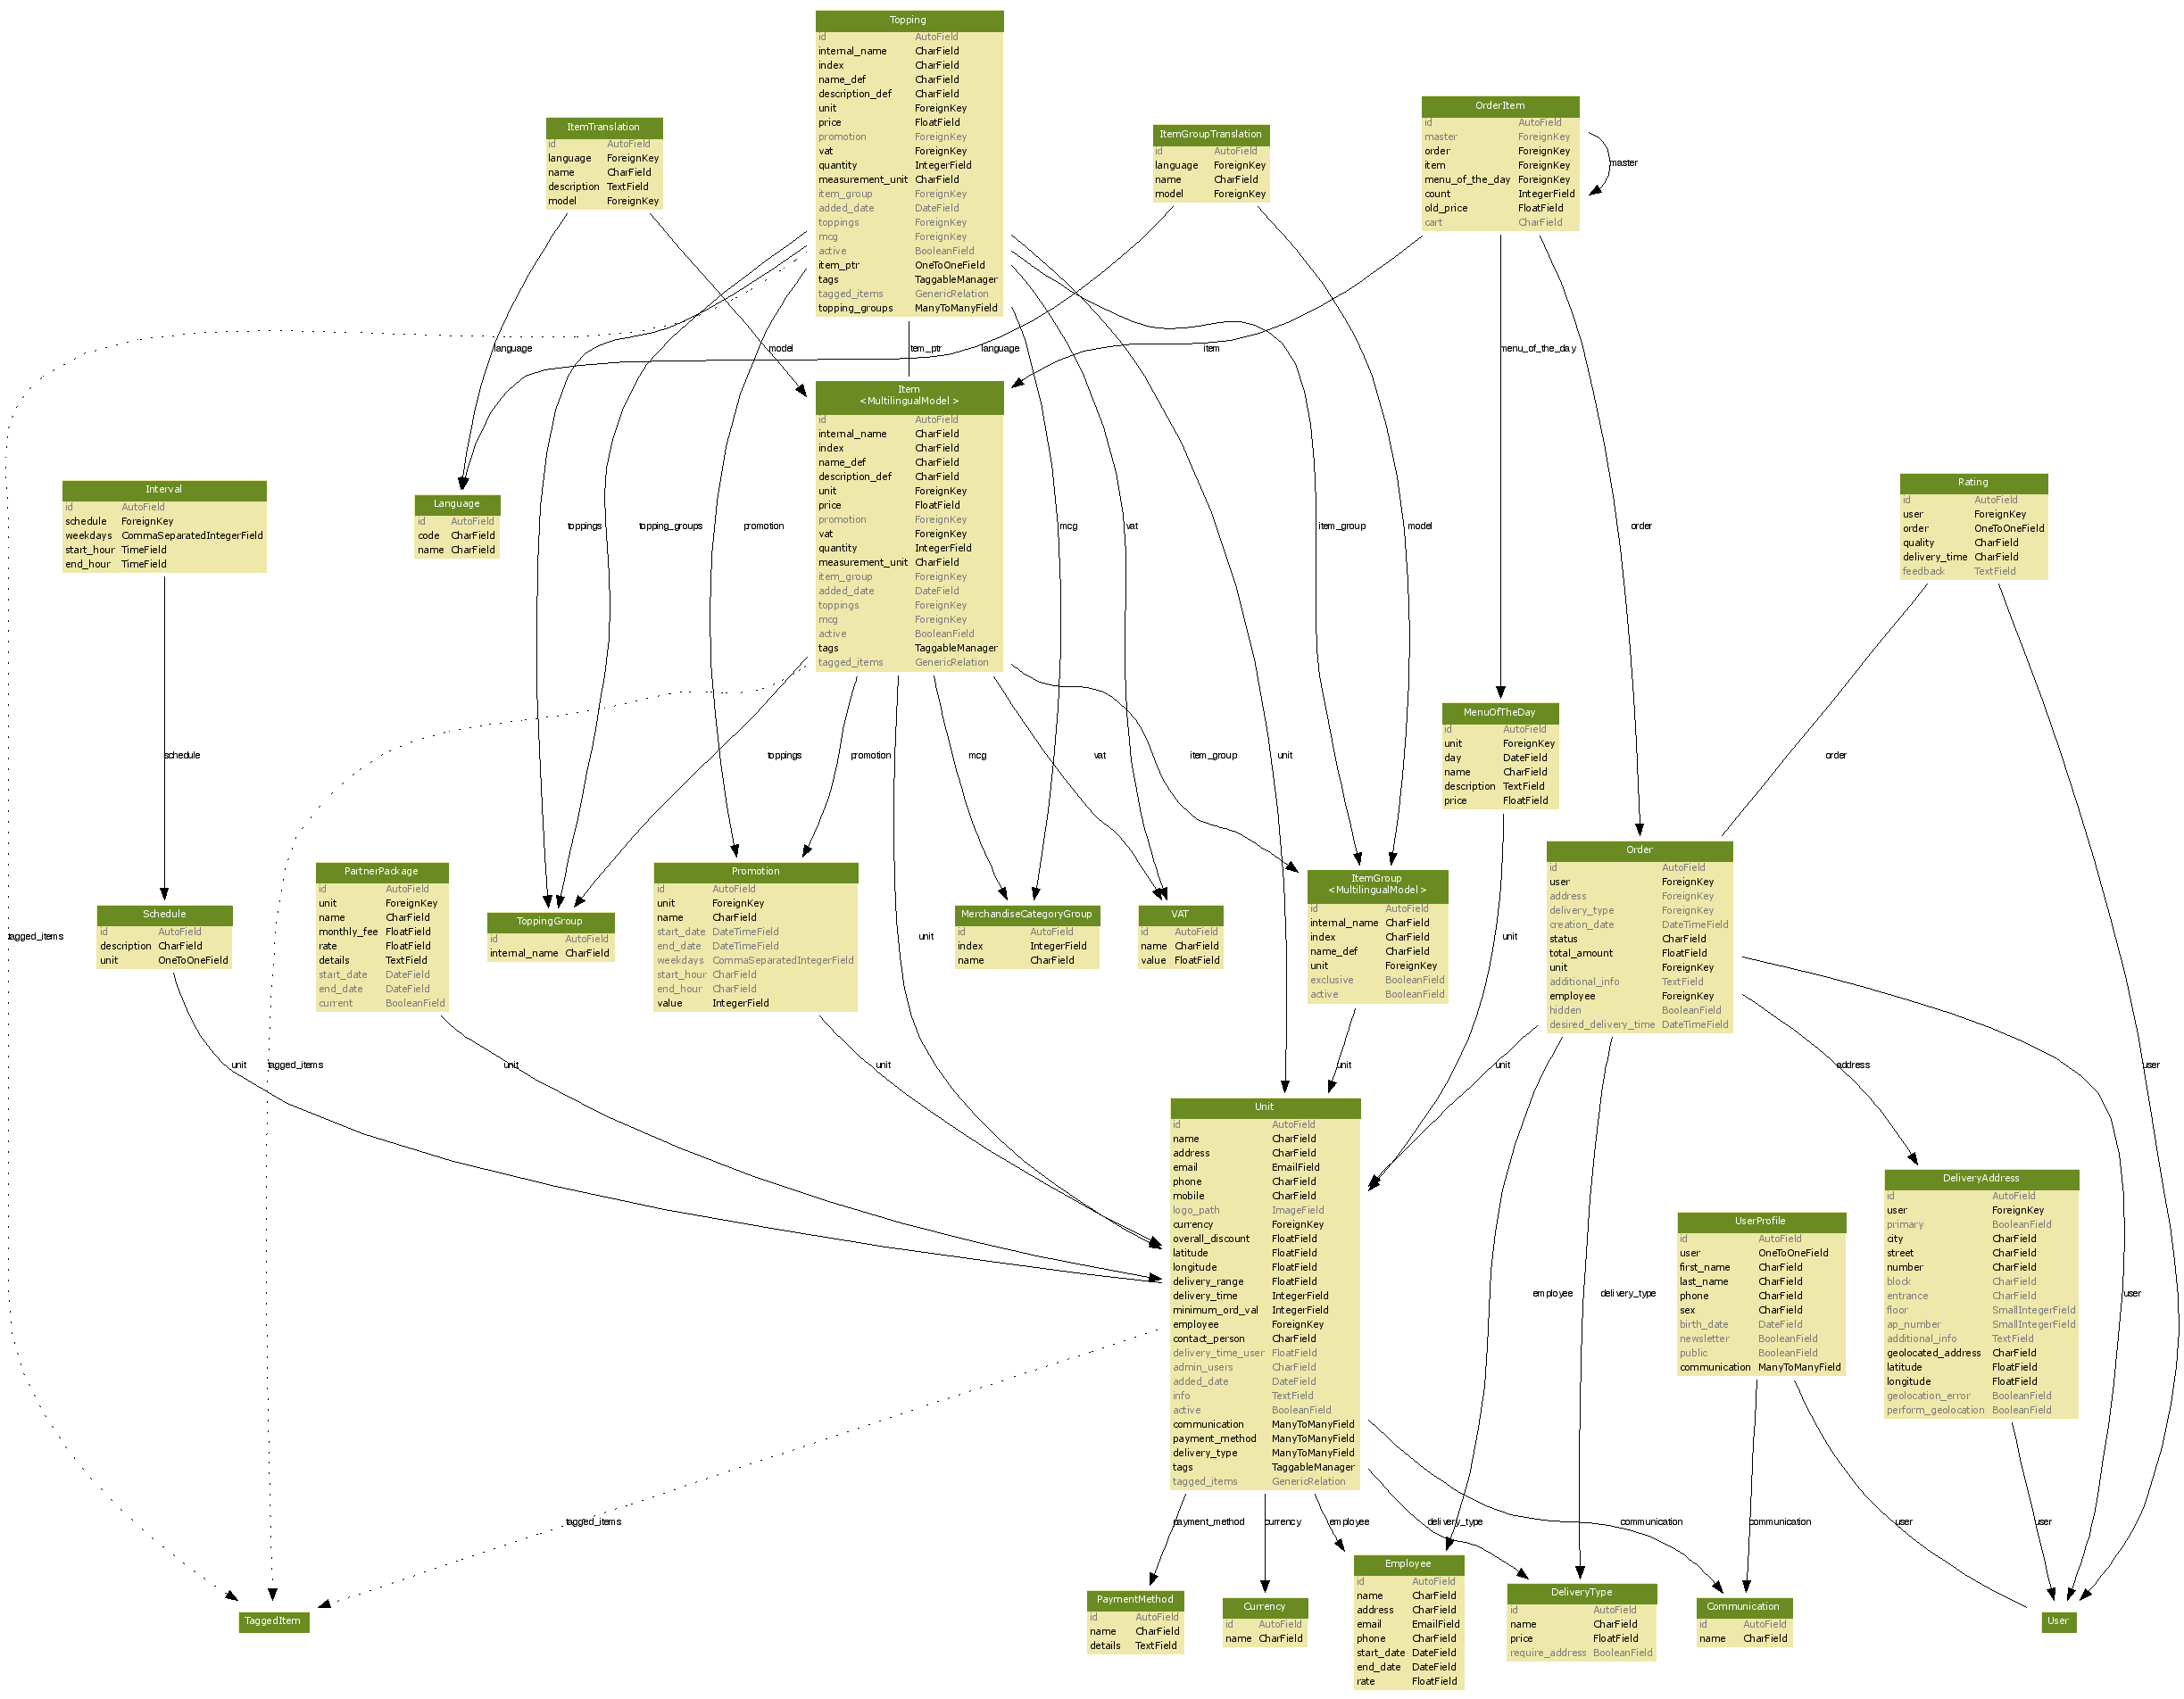 Topping
id AutoField
internal_name CharField
index CharField
name_def CharField
description_def CharField
unit ForeignKey
price FloatField
promotion ForeignKey
vat ForeignKey
quantity IntegerField
measurement_unit CharField
item_group ForeignKey
added_date DateField
toppings ForeignKey
mcg ForeignKey
active BooleanField
item_ptr OneToOneField
tags TaggableManager
tagged_items GenericRelation
topping_groups ManyToManyField
ItemTranslation
id AutoField
language ForeignKey
name CharField
description TextField
model ForeignKey
ItemGroupTranslation
id AutoField
language ForeignKey
name CharField
model ForeignKey
OrderItem
id AutoField
master ForeignKey
order ForeignKey
item ForeignKey
menu_of_the_day ForeignKey
count IntegerField
old_price FloatField
cart CharField
master
language
model
item_ptr
language
item
menu_of_the_day
Item
<MultilingualModel>
id AutoField
internal_name CharField
index CharField
name_def CharField
description_def CharField
unit ForeignKey
price FloatField
promotion ForeignKey
vat ForeignKey
quantity IntegerField
measurement_unit CharField
item_group ForeignKey
added_date DateField
toppings ForeignKey
mcg ForeignKey
active BooleanField
tags TaggableManager
tagged_items GenericRelation
Interval
id AutoField
schedule ForeignKey
weekdays CommaSeparatedIntegerField
start_hour TimeField
end_hour TimeField
Language
id AutoField
code CharField
name CharField
toppings
topping_groups
promotion
mcg
vat
item_group
model
order
Rating
id AutoField
user ForeignKey
order OneToOneField
quality CharField
delivery_time CharField
feedback TextField
MenuOfTheDay
id AutoField
unit ForeignKey
day DateField
name CharField
description TextField
price FloatField
schedule
toppings
promotion
mcg
vat
item_group
unit
order
tagged_items
Schedule
id AutoField
description CharField
unit OneToOneField
PartnerPackage
id AutoField
unit ForeignKey
name CharField
monthly_fee FloatField
rate FloatField
details TextField
start_date DateField
end_date DateField
current BooleanField
ToppingGroup
id AutoField
internal_name CharField
Promotion
id AutoField
unit ForeignKey
name CharField
start_date DateTimeField
end_date DateTimeField
weekdays CommaSeparatedIntegerField
start_hour CharField
end_hour CharField
value IntegerField
unit
MerchandiseCategoryGroup
id AutoField
index IntegerField
name CharField
VAT
id AutoField
name CharField
value FloatField
ItemGroup
<MultilingualModel>
id AutoField
internal_name CharField
index CharField
name_def CharField
unit ForeignKey
exclusive BooleanField
active BooleanField
unit
Order
id AutoField
user ForeignKey
address ForeignKey
delivery_type ForeignKey
creation_date DateTimeField
status CharField
total_amount FloatField
unit ForeignKey
additional_info TextField
employee ForeignKey
hidden BooleanField
desired_delivery_time DateTimeField
unit
tagged_items
unit
unit
unit
unit
address
user
Unit
id AutoField
name CharField
address CharField
email EmailField
phone CharField
mobile CharField
logo_path ImageField
currency ForeignKey
overall_discount FloatField
latitude FloatField
longitude FloatField
delivery_range FloatField
delivery_time IntegerField
minimum_ord_val IntegerField
employee ForeignKey
contact_person CharField
delivery_time_user FloatField
admin_users CharField
added_date DateField
info TextField
active BooleanField
communication ManyToManyField
payment_method ManyToManyField
delivery_type ManyToManyField
tags TaggableManager
tagged_items GenericRelation
employee
delivery_type
UserProfile
id AutoField
user OneToOneField
first_name CharField
last_name CharField
phone CharField
sex CharField
birth_date DateField
newsletter BooleanField
public BooleanField
communication ManyToManyField
DeliveryAddress
id AutoField
user ForeignKey
primary BooleanField
city CharField
street CharField
number CharField
block CharField
entrance CharField
floor SmallIntegerField
ap_number SmallIntegerField
additional_info TextField
geolocated_address CharField
latitude FloatField
longitude FloatField
geolocation_error BooleanField
perform_geolocation BooleanField
user
tagged_items
payment_method
currency
employee
delivery_type
communication
communication
user
user
TaggedItem
PaymentMethod
id AutoField
name CharField
details TextField
Currency
id AutoField
name CharField
Employee
id AutoField
name CharField
address CharField
email EmailField
phone CharField
start_date DateField
end_date DateField
rate FloatField
DeliveryType
id AutoField
name CharField
price FloatField
require_address BooleanField
Communication
id AutoField
name CharField
User